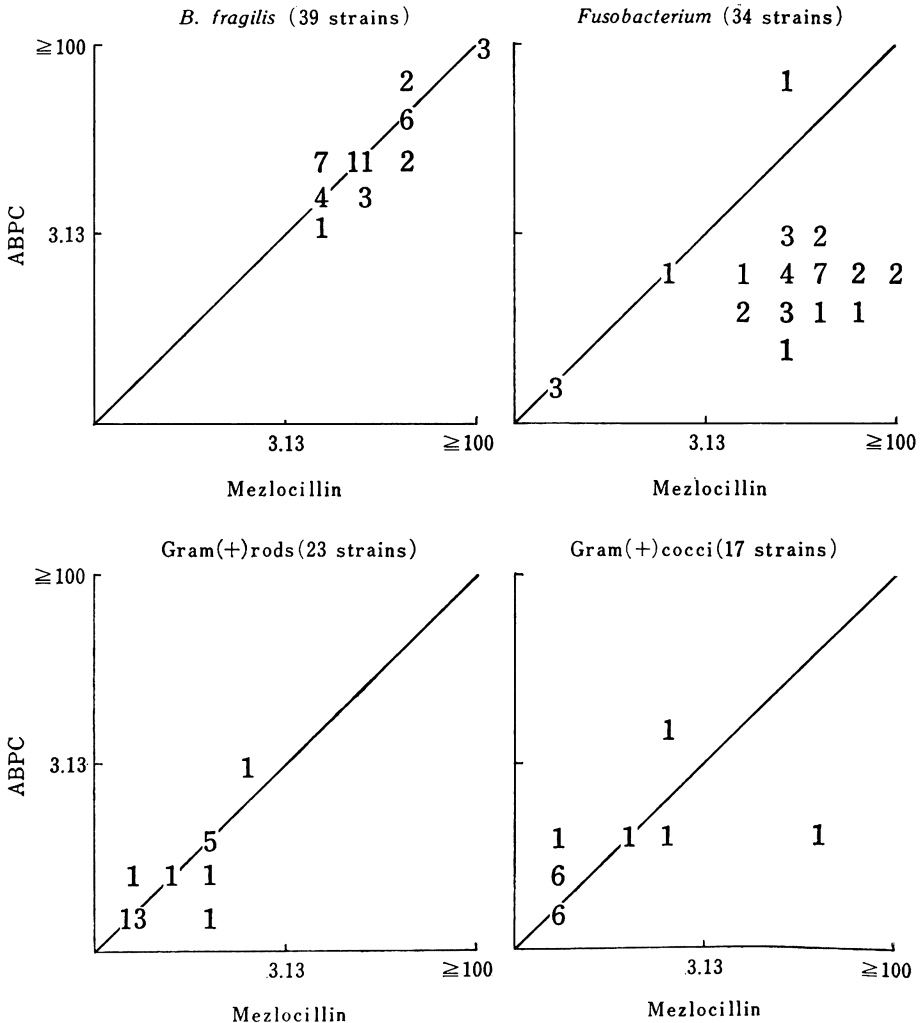 B. fragilis (39 strains)
≧100
3
2
6
7 11 2
4 3
1
3.13
ABPC
3.13 ≧100
Mezlocillin
Fusobacterium (34 strains)
1
3 2
1 1 4 7 2 2
2 3 1 1
1
3
3.13 ≧100
Mezlocillin
Gram(+)rods(23 strains)
≧100
3.13
ABPC
1
5
1 1 1
13 1
3.13 ≧100
Mezlocillin
Gram(+)cocci(17 strains)
1
1 1 1 1
6
6
3.13 ≧100
Mezlocillin